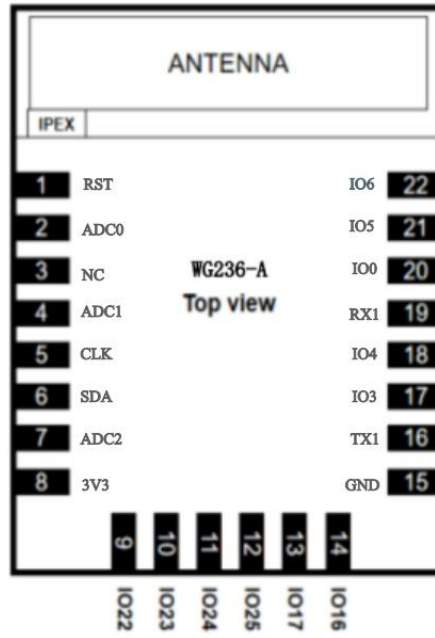 ANTENNA
IPEX
1 RST
2 ADC0
3 NC
4 ADC1
5 CLK
6 SDA
7 ADC2
8 3V3
WG236-A
Top view
IO6 22
IO5 21
IO0 20
RX1 19
IO4 18
IO3 17
TX1 16
GND 15
9 10 11 12 13 14
IO22 IO23 IO24 IO25 IO17 IO16